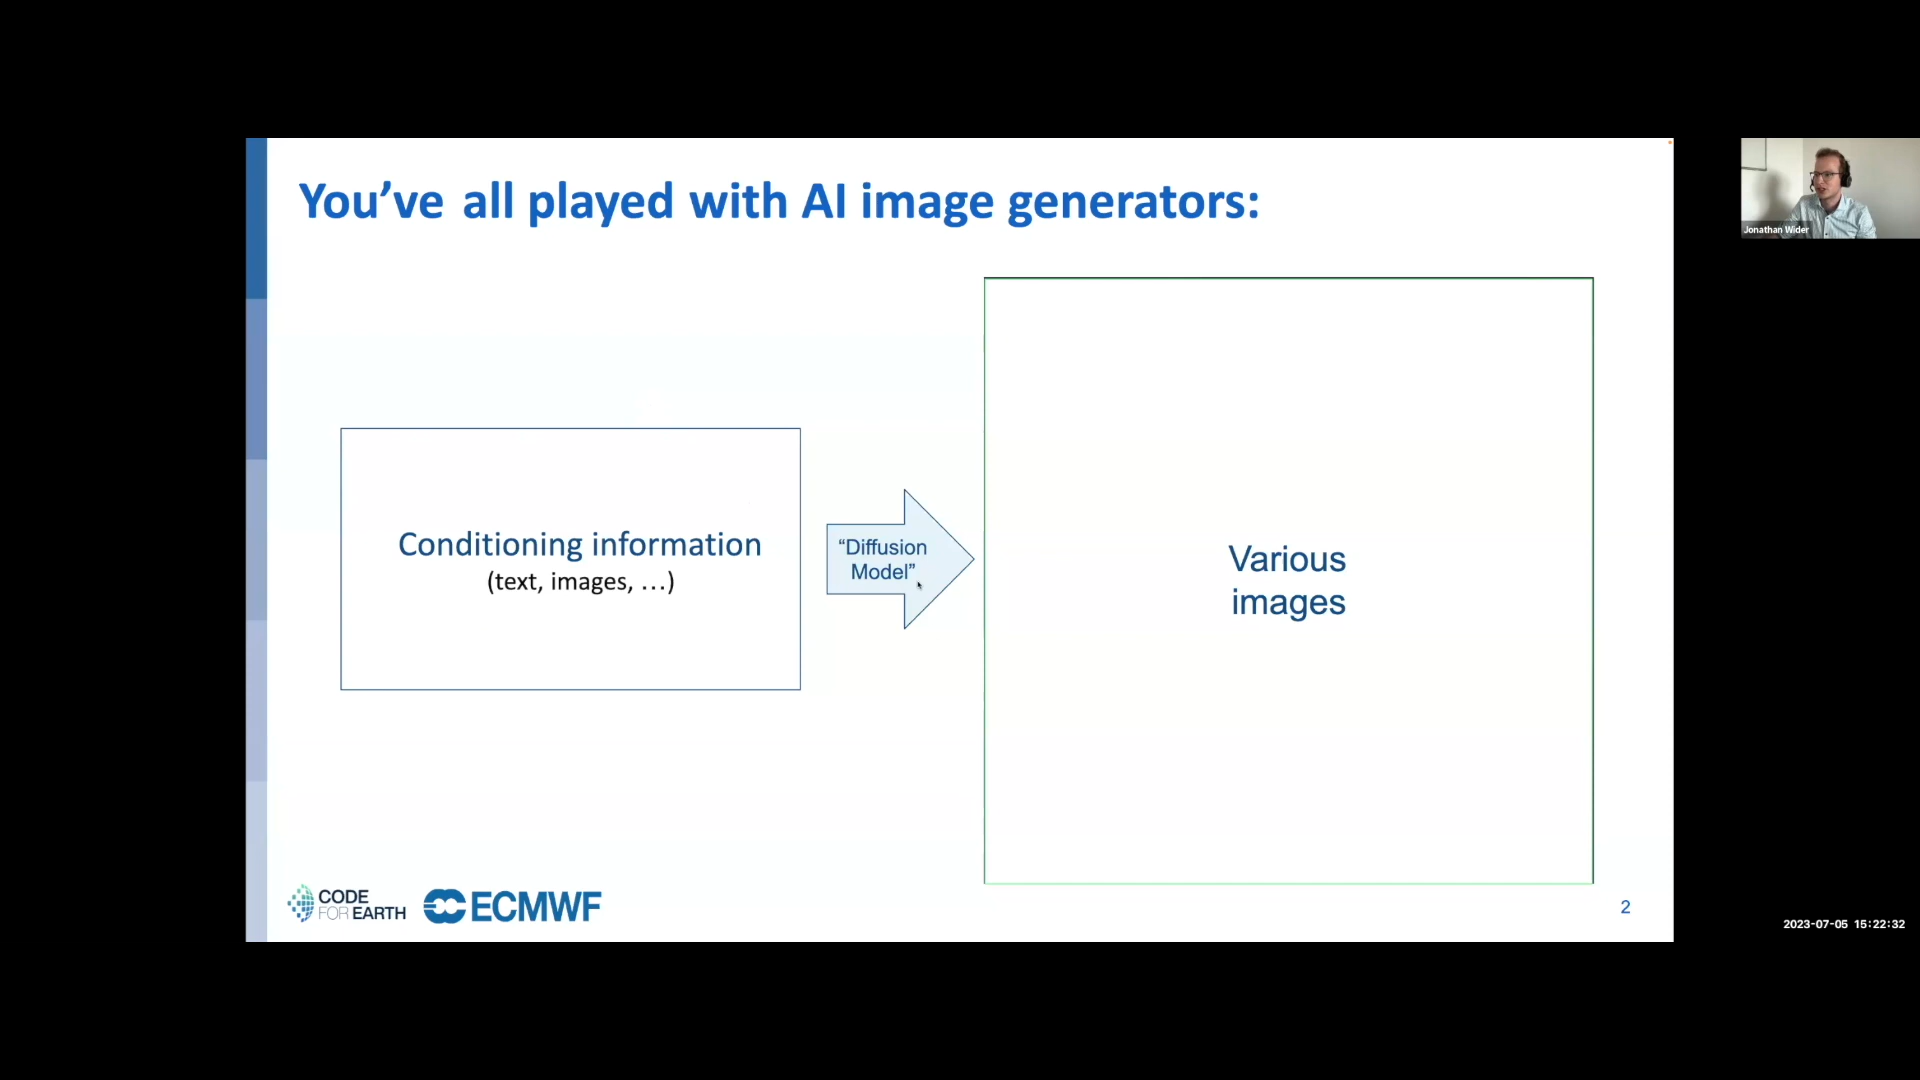 You’ve all played with AI image generators:
Jonathan Wider
Conditioning information
(text, images, …)
“Diffusion
Model”
Various
images
CODE
FOR EARTH
ECMWF
2
2023-07-05 15:22:32